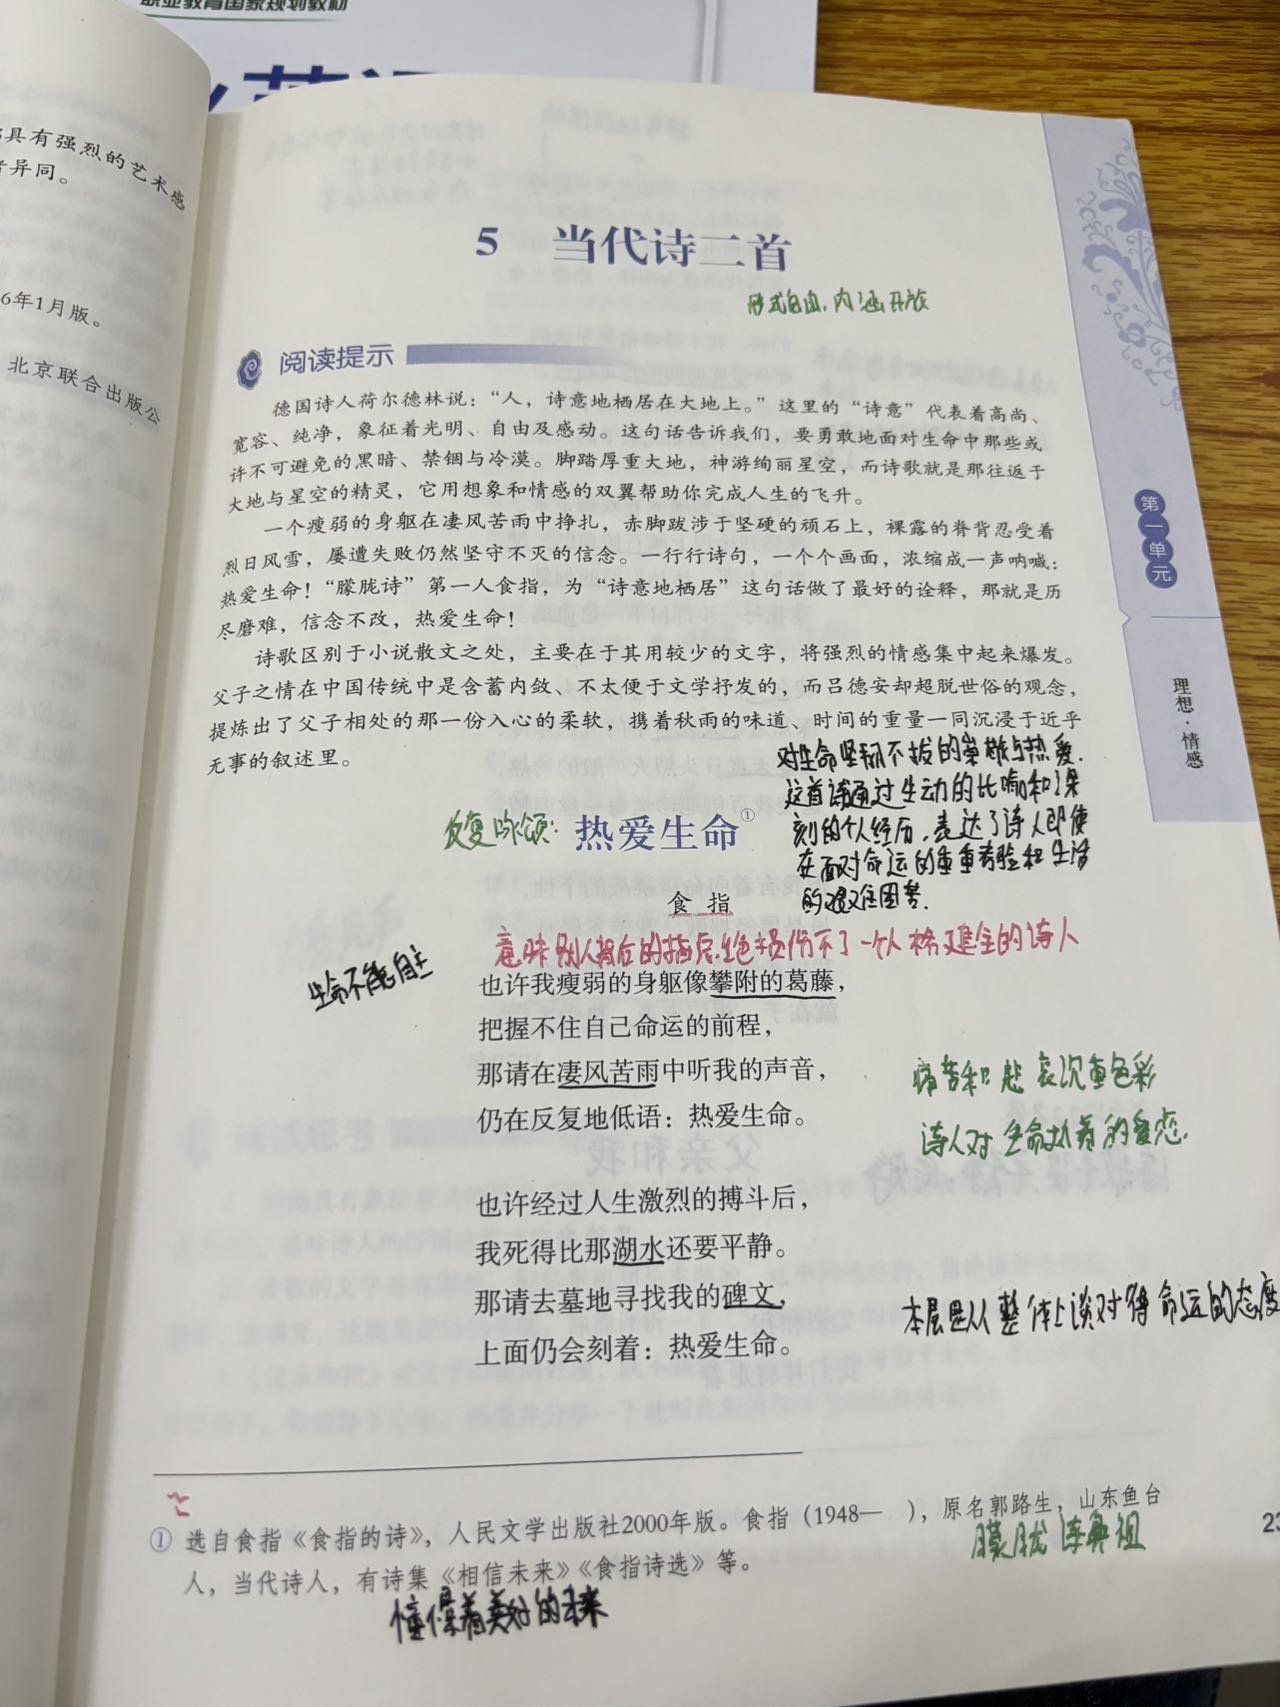 职业教育国家规划教材
具有强烈的艺术感
者异同。
6年1月版。
北京联合出版公
5 当代诗二首
形式自由,内涵开放
阅读提示
德国诗人荷尔德林说：“人，诗意地栖居在大地上。”这里的“诗意”代表着高尚、
宽容、纯净，象征着光明、自由及感动。这句话告诉我们，要勇敢地面对生命中那些或
许不可避免的黑暗、禁锢与冷漠。脚踏厚重大地，神游绚丽星空，而诗歌就是那往返于
大地与星空的精灵，它用想象和情感的双翼帮助你完成人生的飞升。
一个瘦弱的身躯在凄风苦雨中挣扎，赤脚跋涉于坚硬的顽石上，裸露的脊背忍受着
烈日风雪，屡遭失败仍然坚守不灭的信念。一行行诗句，一个个画面，浓缩成一声呐喊：
热爱生命！“朦胧诗”第一人食指，为“诗意地栖居”这句话做了最好的诠释，那就是历
尽磨难，信念不改，热爱生命！
诗歌区别于小说散文之处，主要在于其用较少的文字，将强烈的情感集中起来爆发。
父子之情在中国传统中是含蓄内敛、不太便于文学抒发的，而吕德安却超脱世俗的观念，
提炼出了父子相处的那一份入心的柔软，携着秋雨的味道、时间的重量一同沉浸于近乎
无事的叙述里。
第一单元
理想·情感
对生命坚韧不拔的崇敬与热爱.
这首诗通过生动的比喻和深
刻的个人经历,表达了诗人即使
在面对命运的重重考验和生活
的艰难困苦.
反复咏颂:
热爱生命①
食指
意味别人背后的指点,绝损伤不了一个人格健全的诗人
生命不能自主
也许我瘦弱的身躯像攀附的葛藤，
把握不住自己命运的前程，
那请在凄风苦雨中听我的声音，
仍在反复地低语：热爱生命。
痛苦和悲哀沉重色彩
诗人对生命执着的爱恋.
也许经过人生激烈的搏斗后，
我死得比那湖水还要平静。
那请去墓地寻找我的碑文，
上面仍会刻着：热爱生命。
本层是从整体上谈对待命运的态度
① 选自食指《食指的诗》，人民文学出版社2000年版。食指（1948— ），原名郭路生，山东鱼台
人，当代诗人，有诗集《相信未来》《食指诗选》等。
朦胧诗鼻祖
憧憬着美好的未来
23